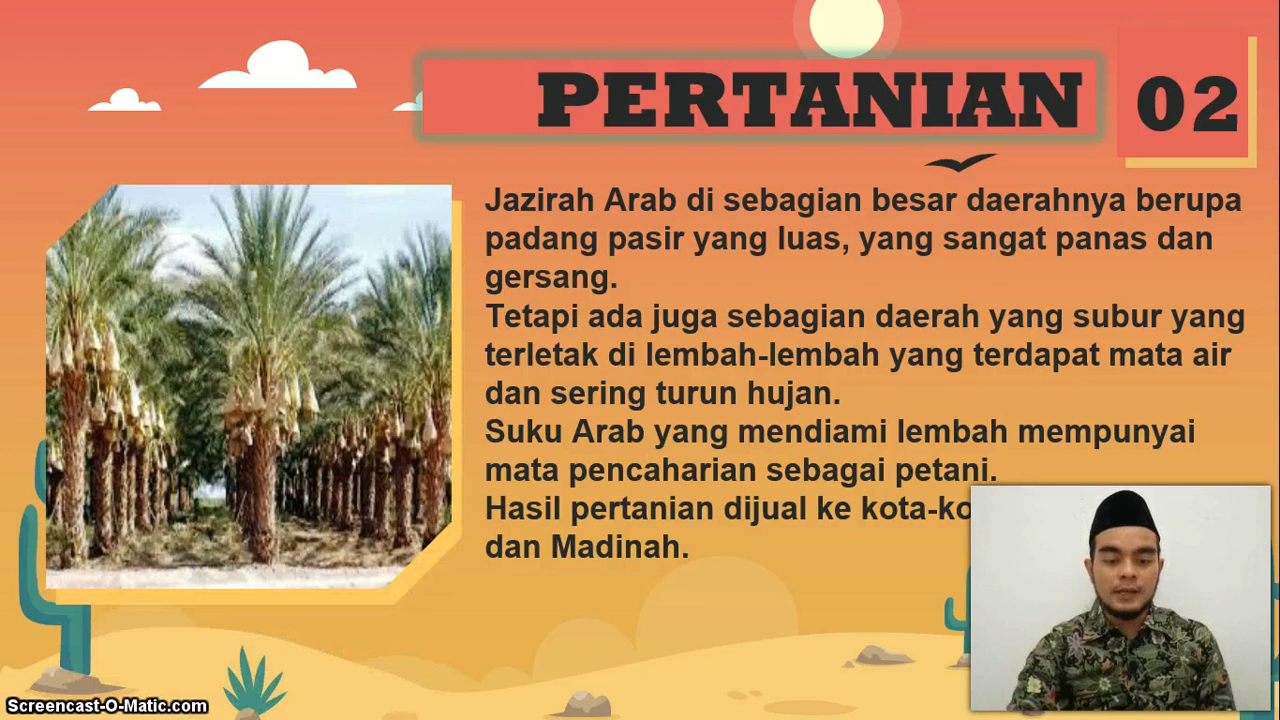 PERTANIAN
02
Jazirah Arab di sebagian besar daerahnya berupa
padang pasir yang luas, yang sangat panas dan
gersang.
Tetapi ada juga sebagian daerah yang subur yang
terletak di lembah-lembah yang terdapat mata air
dan sering turun hujan.
Suku Arab yang mendiami lembah mempunyai
mata pencaharian sebagai petani.
Hasil pertanian dijual ke
dan Madinah.
Screencast-O-Matic.com